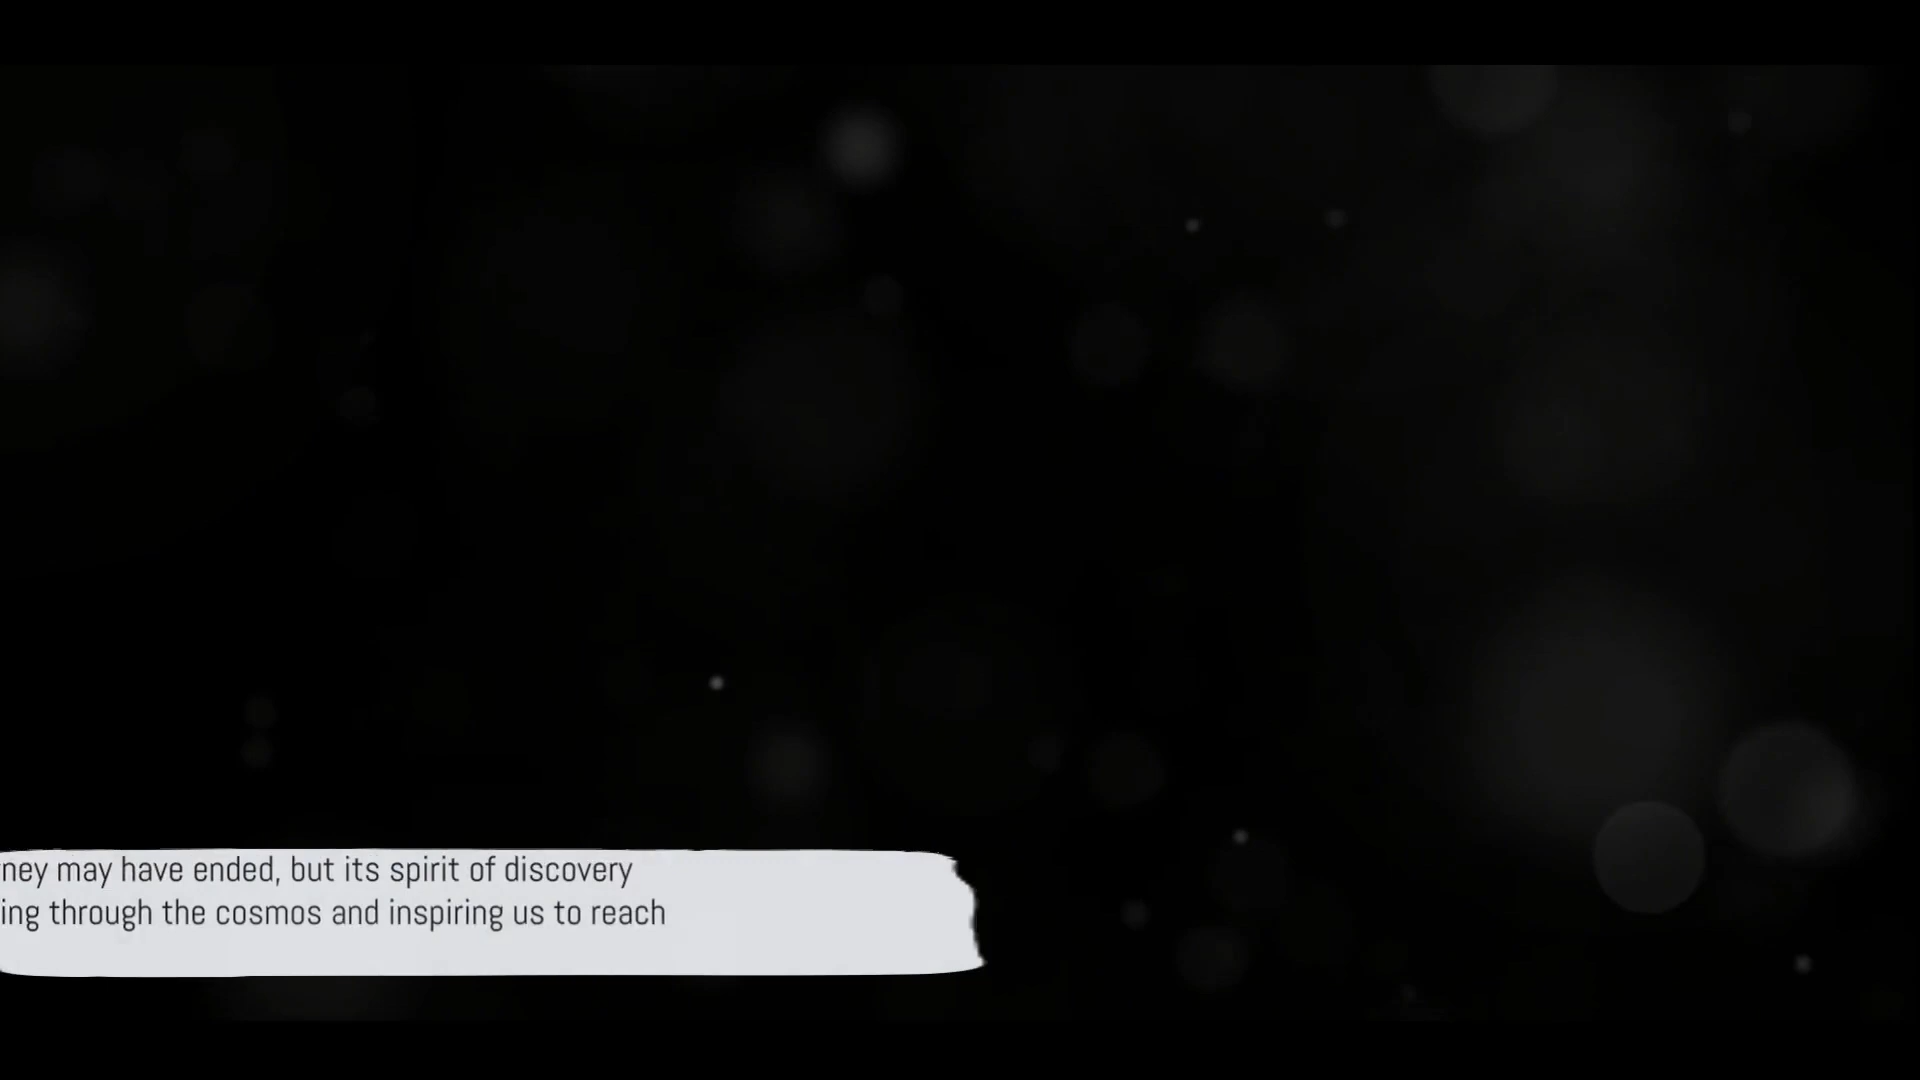 ney may have ended, but its spirit of discovery
ing through the cosmos and inspiring us to reach